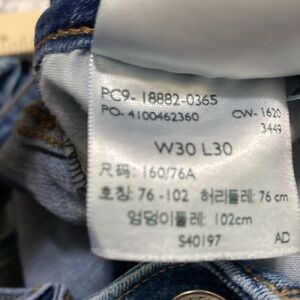 PC9- 18882-0365
PO- 4100462360 CW- 1620
3449
W30 L30
尺码: 160/76A
호칭: 76 -102 허리둘레: 76 cm
엉덩이둘레: 102cm
S40197 AD